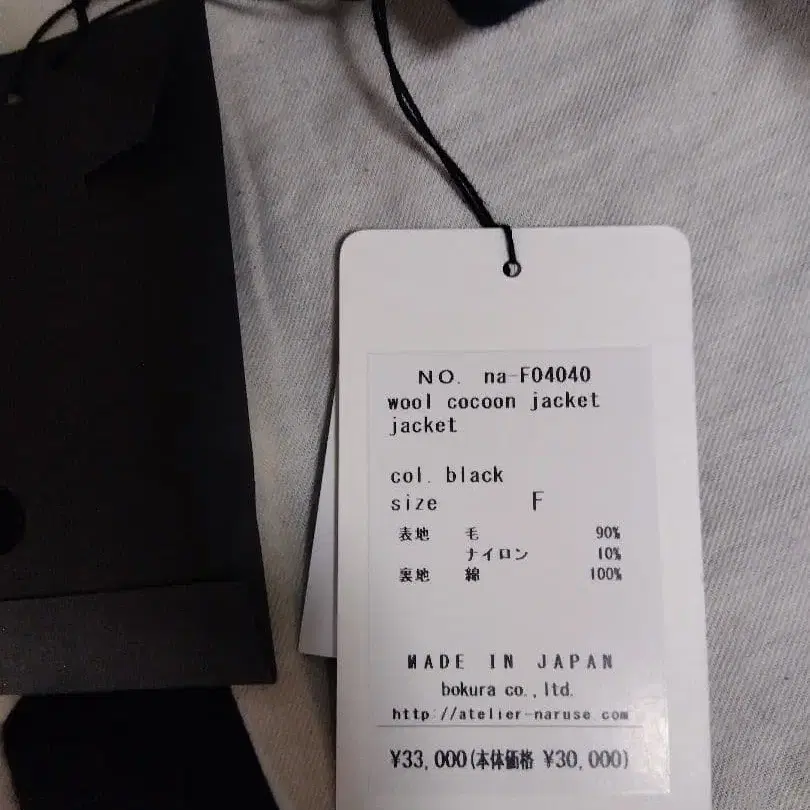 NO. na-F04040
wool cocoon jacket
jacket
col. black
size F
表地 毛 90%
ナイロン 10%
裏地 綿 100%
MADE IN JAPAN
bokura co.,ltd.
http://atelier-naruse.com
¥33,000(本体価格 ¥30,000)